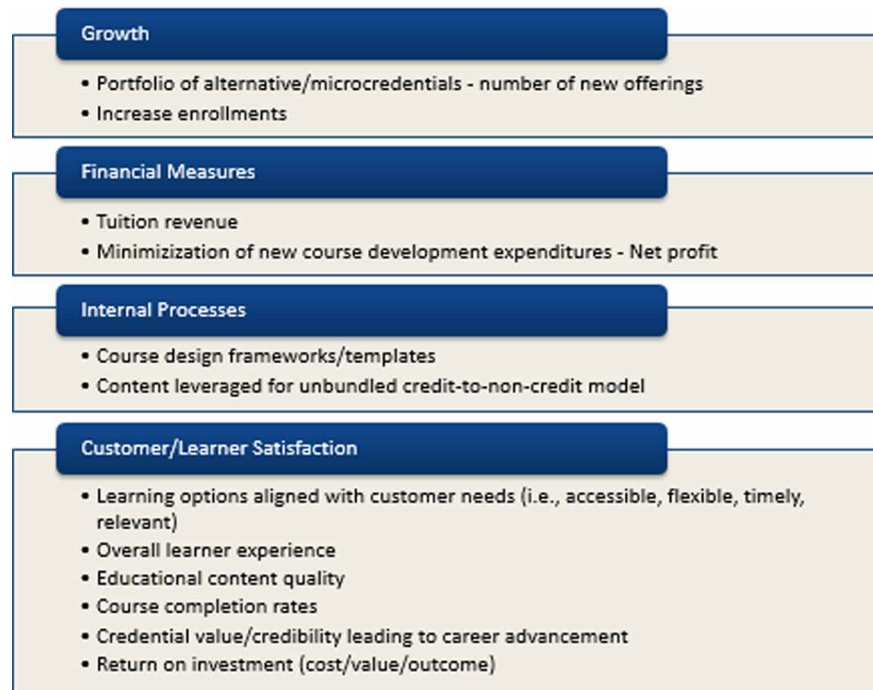 Growth
• Portfolio of alternative/microcredentials - number of new offerings
• Increase enrollments
Financial Measures
• Tuition revenue
• Minimizization of new course development expenditures - Net profit
Internal Processes
• Course design frameworks/templates
• Content leveraged for unbundled credit-to-non-credit model
Customer/Learner Satisfaction
• Learning options aligned with customer needs (i.e., accessible, flexible, timely,
relevant)
• Overall learner experience
• Educational content quality
• Course completion rates
• Credential value/credibility leading to career advancement
• Return on investment (cost/value/outcome)